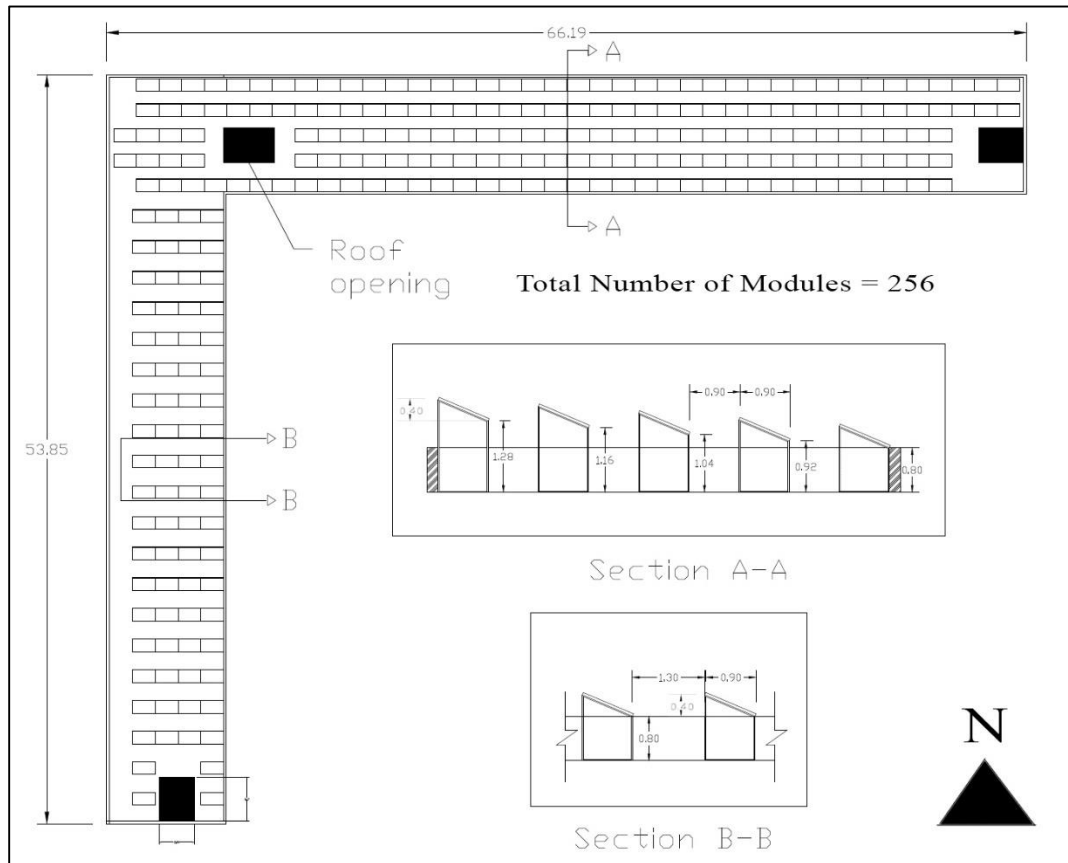 66.19
A
A
Roof
opening
Total Number of Modules = 256
53.85
B
B
0.90
0.90
0.40
1.28
1.16
1.04
0.92
0.80
Section A-A
1.30
0.90
0.40
0.80
Section B-B
N